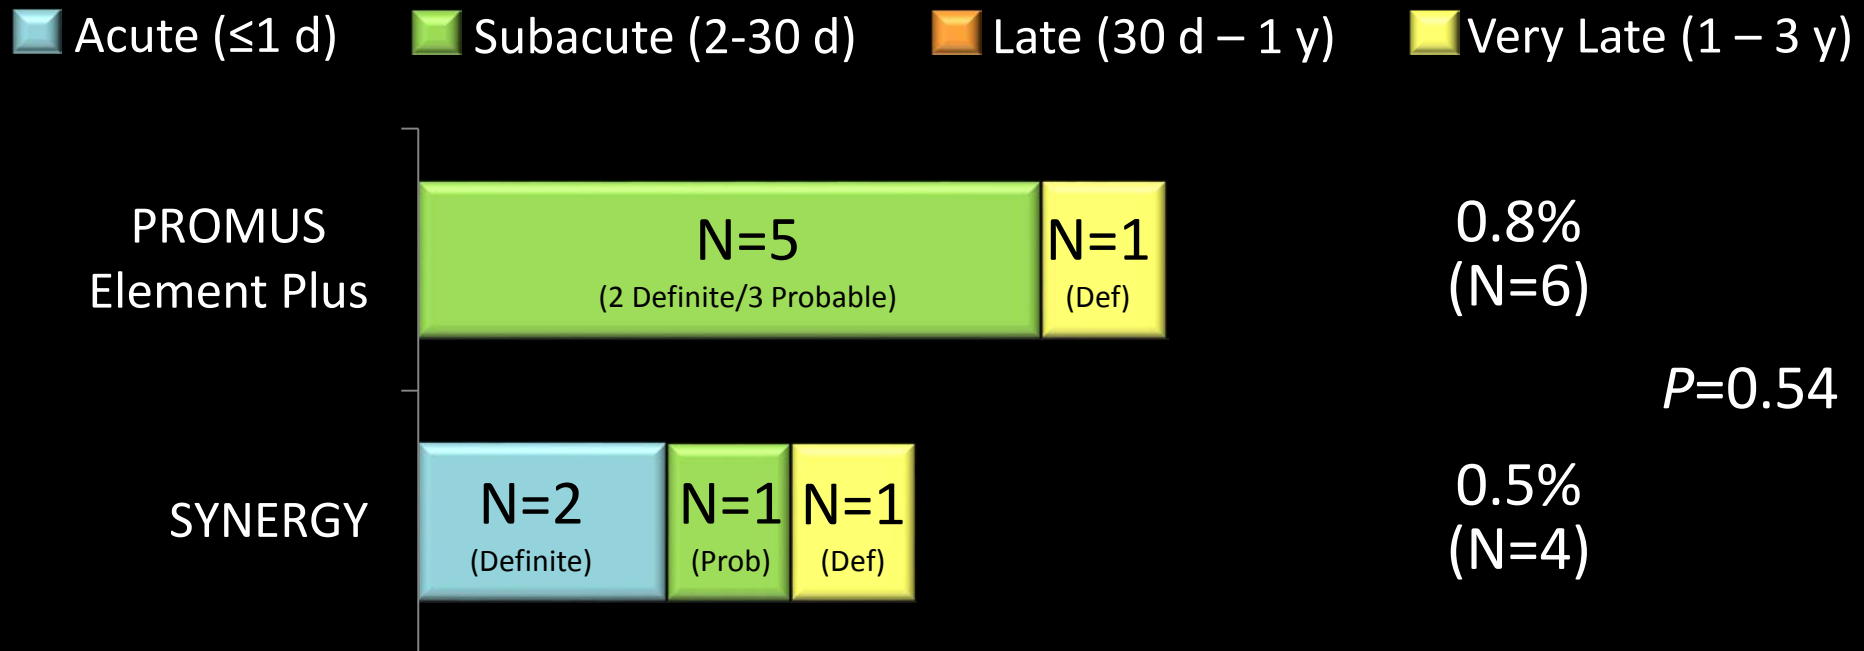 Acute (≤1 d) Subacute (2-30 d) Late (30 d – 1 y) Very Late (1 – 3 y)
PROMUS
Element Plus
N=5
(2 Definite/3 Probable)
N=1
(Def)
0.8%
(N=6)
P=0.54
SYNERGY
N=2
(Definite)
N=1
(Prob)
N=1
(Def)
0.5%
(N=4)